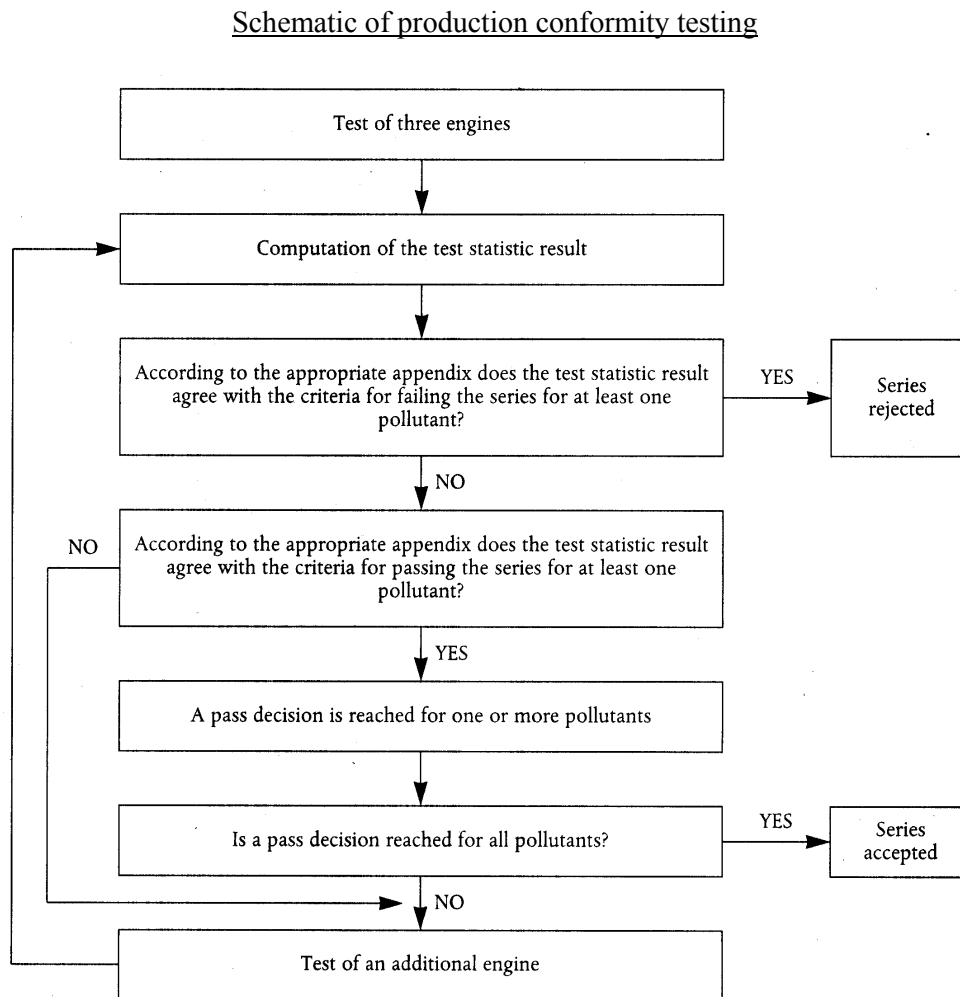 Schematic of production conformity testing
Test of three engines
Computation of the test statistic result
According to the appropriate appendix does the test statistic result
agree with the criteria for failing the series for at least one
pollutant?
YES
Series
rejected
NO
NO
According to the appropriate appendix does the test statistic result
agree with the criteria for passing the series for at least one
pollutant?
YES
A pass decision is reached for one or more pollutants
Is a pass decision reached for all pollutants?
YES
Series
accepted
NO
Test of an additional engine